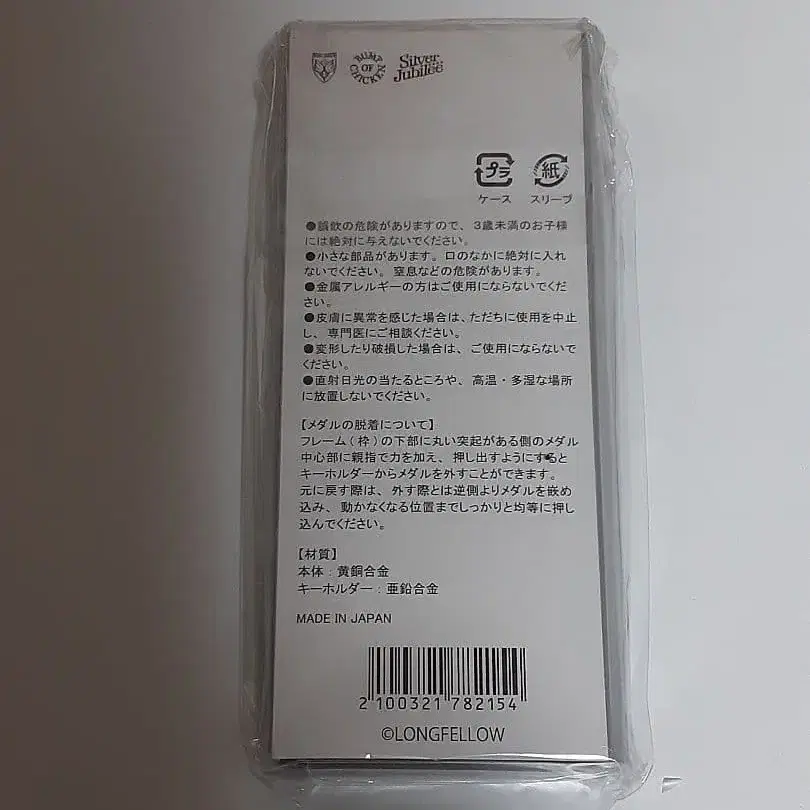 BUMP OF CHICKEN
Silver
Jubilee
プラ
紙
ケース
スリーブ
●誤飲の危険がありますので、3歳未満のお子様
には絶対に与えないでください。
●小さな部品があります。口のなかに絶対に入れ
ないでください。窒息などの危険があります。
●金属アレルギーの方はご使用にならないでくだ
さい。
●皮膚に異常を感じた場合は、ただちに使用を中止
し、専門医にご相談ください。
●変形したり破損した場合は、ご使用にならないで
ください。
●直射日光の当たるところや、高温・多湿な場所
に放置しないでください。
【メダルの脱着について】
フレーム(枠)の下部に丸い突起がある側のメダル
中心部に親指で力を加え、押し出すようにすると
キーホルダーからメダルを外すことができます。
元に戻す際は、外す際とは逆側よりメダルを嵌め
込み、動かなくなる位置までしっかりと均等に押し
込んでください。
【材質】
本体:黄銅合金
キーホルダー:亜鉛合金
MADE IN JAPAN
2100321782154
©LONGFELLOW